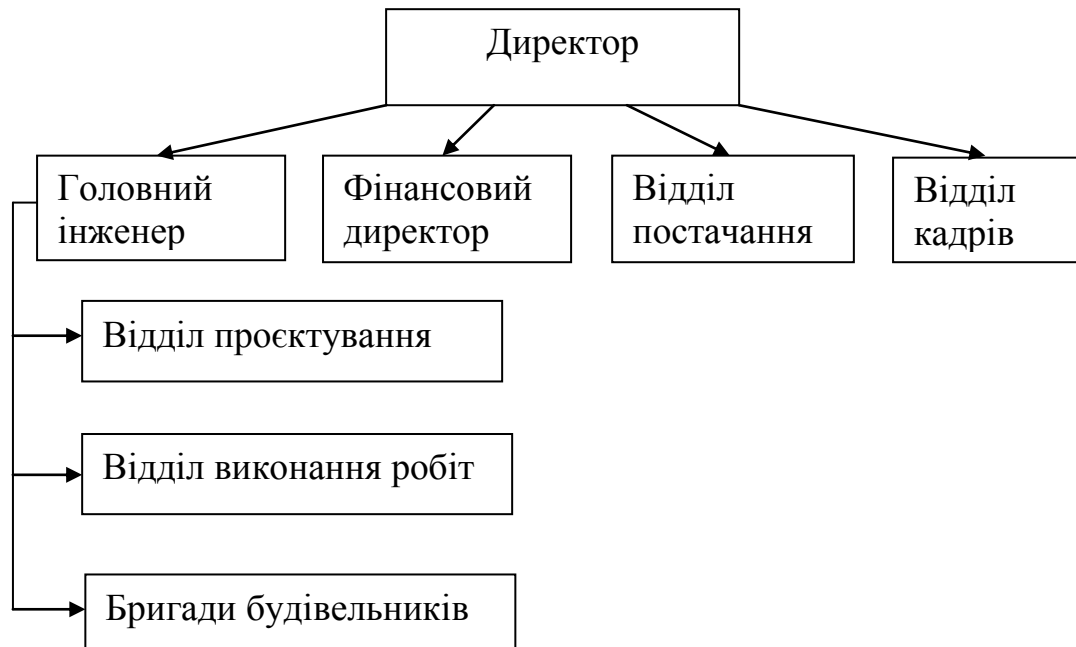 Директор
Головний
інженер
Фінансовий
директор
Відділ
постачання
Відділ
кадрів
Відділ проєктування
Відділ виконання робіт
Бригади будівельників